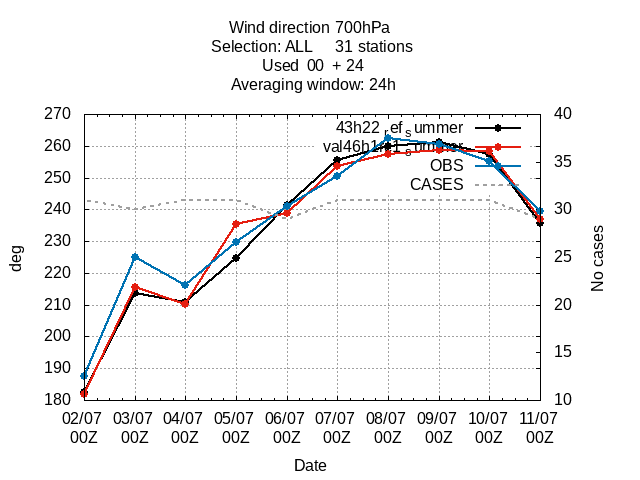 Wind direction 700hPa
Selection: ALL 31 stations
Used 00 + 24
Averaging window: 24h
270 40
43h22refsummer
260
35
OBS
250
CASES
240 30
deg
No cases
230 25
220
210 20
200
190 15
180 10
02/07 03/07 04/07 05/07 06/07 07/07 08/07 09/07 10/07 11/07
00Z 00Z 00Z 00Z 00Z 00Z 00Z 00Z 00Z 00Z
Date